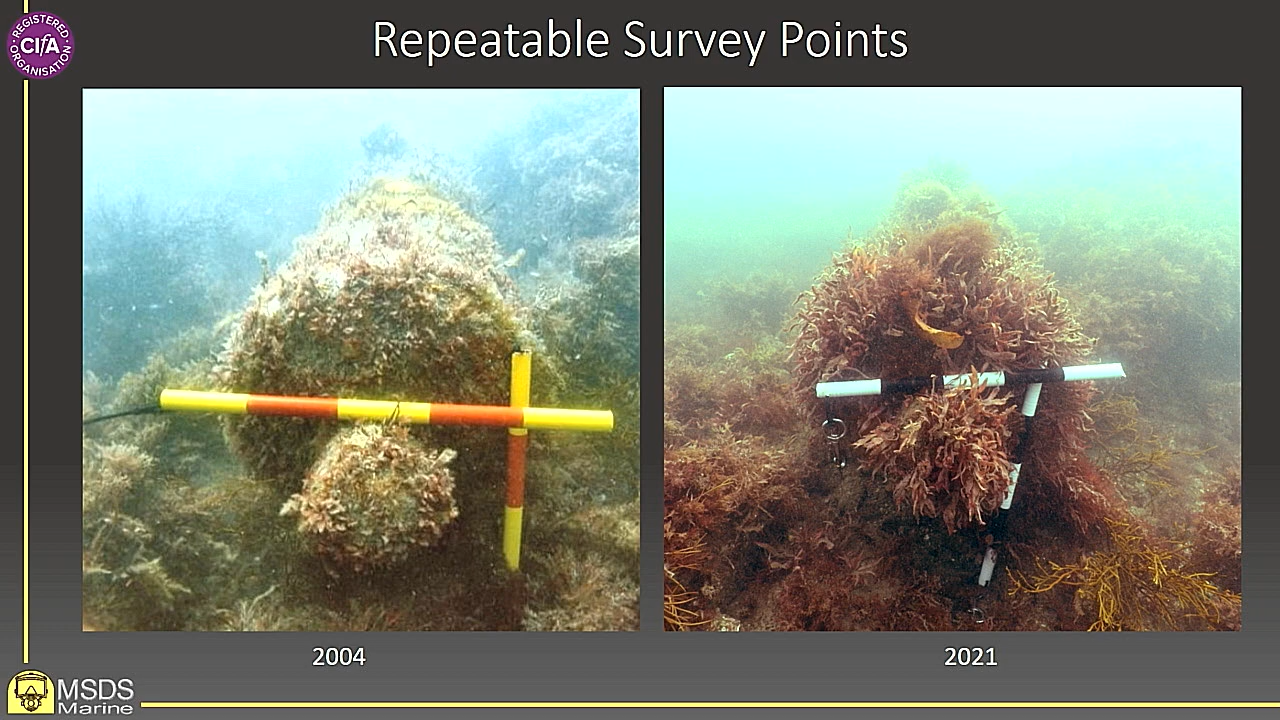 Repeatable Survey Points
REGISTERED
CIfA
ORGANISATION
2004
2021
MSDS
Marine